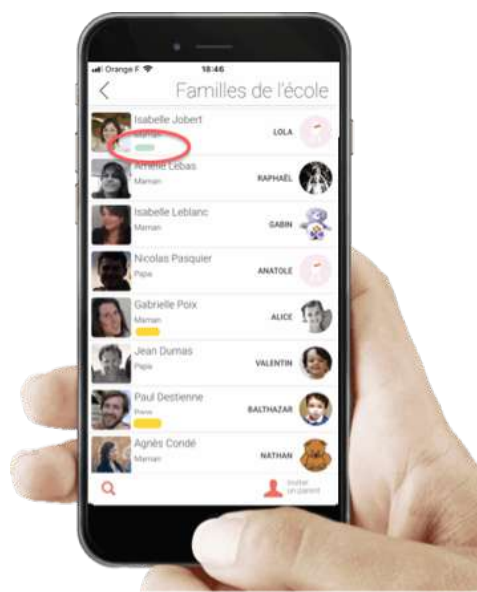 Orange F
18:46
Familles de l'école
Isabelle Jobert
Maman
LOLA
Amélie Lebas
Maman
RAPHAËL
Isabelle Leblanc
Maman
GABIN
Nicolas Pasquier
Papa
ANATOLE
Gabrielle Poix
Maman
ALICE
Jean Dumas
Papa
VALENTIN
Paul Destienne
BALTHAZAR
Agnès Condé
Maman
NATHAN
Inviter
un parent